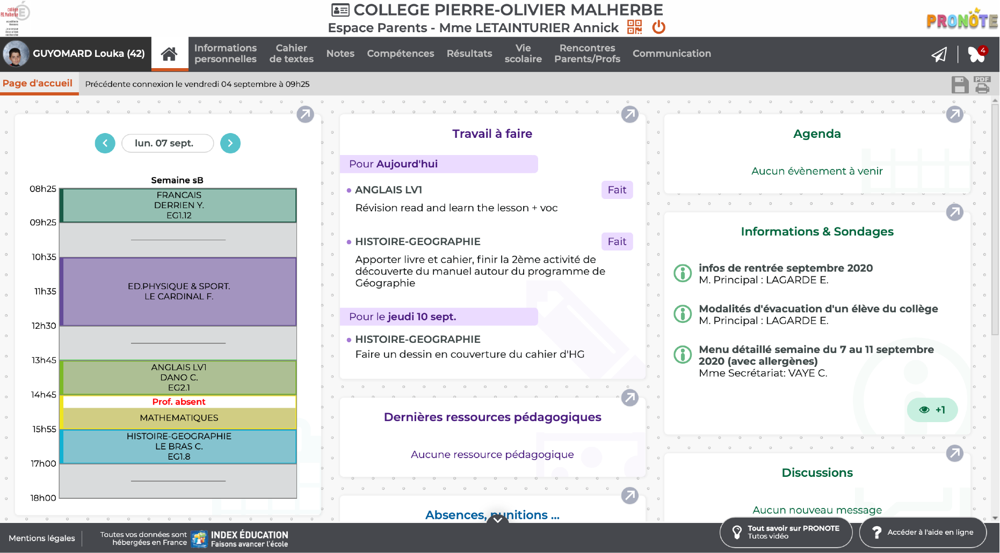 collège
P.O. Malherbe
COLLEGE PIERRE-OLIVIER MALHERBE
Espace Parents - Mme LETAINTURIER Annick
PRONOTE
GUYOMARD Louka (42)
Informations personnelles
Cahier de textes
Notes
Compétences
Résultats
Vie scolaire
Rencontres Parents/Profs
Communication
4
Page d'accueil
Précédente connexion le vendredi 04 septembre à 09h25
PDF
lun. 07 sept.
Semaine sB
08h25
FRANCAIS
DERRIEN Y.
EG1.12
09h25
10h35
ED.PHYSIQUE & SPORT.
LE CARDINAL F.
11h35
12h30
13h45
ANGLAIS LV1
DANO C.
EG2.1
14h45
Prof. absent
MATHEMATIQUES
15h55
HISTOIRE-GEOGRAPHIE
LE BRAS C.
EG1.8
17h00
18h00
Travail à faire
Pour Aujourd'hui
ANGLAIS LV1
Fait
Révision read and learn the lesson + voc
HISTOIRE-GEOGRAPHIE
Fait
Apporter livre et cahier, finir la 2ème activité de
découverte du manuel autour du programme de
Géographie
Pour le jeudi 10 sept.
HISTOIRE-GEOGRAPHIE
Faire un dessin en couverture du cahier d'HG
Dernières ressources pédagogiques
Aucune ressource pédagogique
Absences, punitions ...
Agenda
Aucun évènement à venir
Informations & Sondages
infos de rentrée septembre 2020
M. Principal : LAGARDE E.
Modalités d'évacuation d'un élève du collège
M. Principal : LAGARDE E.
Menu détaillé semaine du 7 au 11 septembre
2020 (avec allergènes)
Mme Secrétariat: VAYE C.
+1
Discussions
Aucun nouveau message
Mentions légales
Toutes vos données sont
hébergées en France
INDEX ÉDUCATION
Faisons avancer l'école
Tout savoir sur PRONOTE
Tutos vidéo
? Accéder à l'aide en ligne